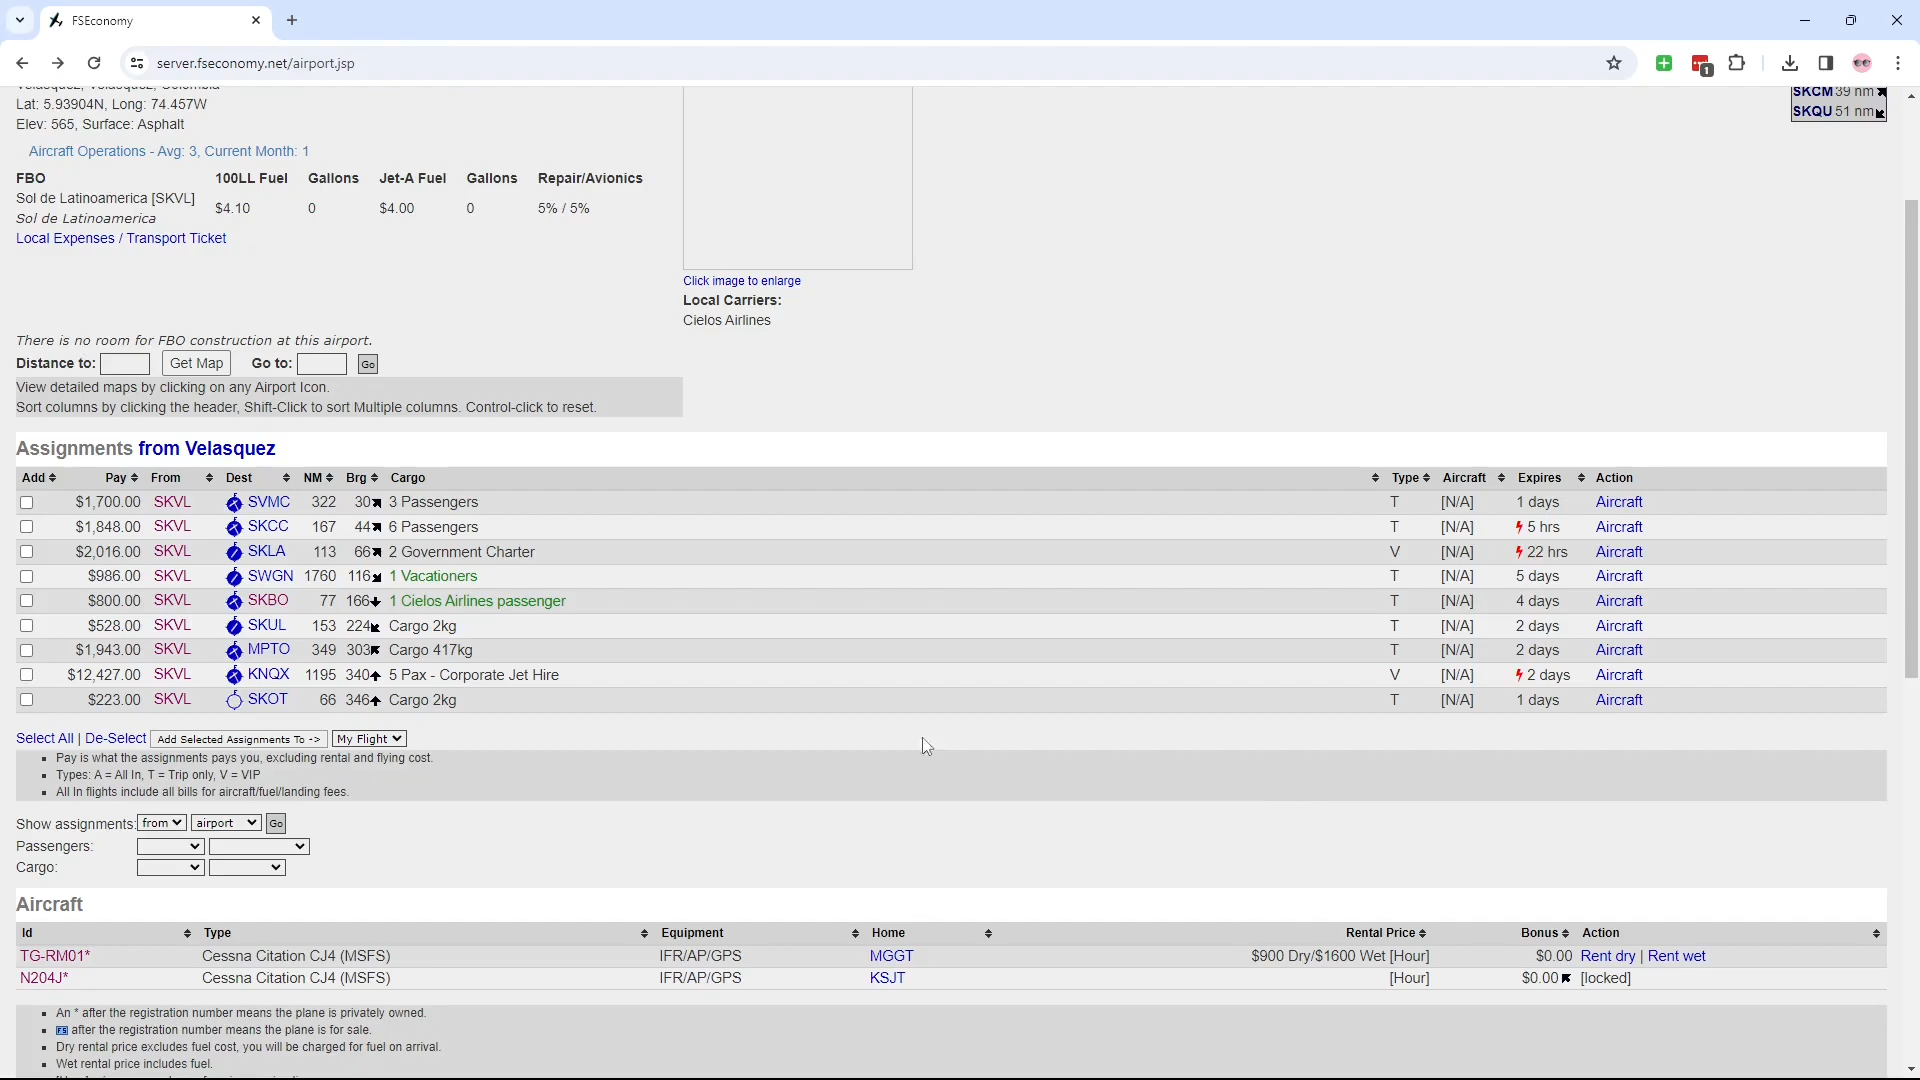 FSEconomy
server.fseconomy.net/airport.jsp
1
Velasquez, Velasquez, Colombia
Lat: 5.93904N, Long: 74.457W
Elev: 565, Surface: Asphalt
SKCM 39 nm
SKQU 51 nm
Aircraft Operations - Avg: 3, Current Month: 1
FBO 100LL Fuel Gallons Jet-A Fuel Gallons Repair/Avionics
Sol de Latinoamerica [SKVL] $4.10 0 $4.00 0 5% / 5%
Sol de Latinoamerica
Local Expenses / Transport Ticket
Click image to enlarge
Local Carriers:
Cielos Airlines
There is no room for FBO construction at this airport.
Distance to: Get Map Go to: Go
View detailed maps by clicking on any Airport Icon.
Sort columns by clicking the header, Shift-Click to sort Multiple columns. Control-click to reset.
Assignments from Velasquez
Add Pay From Dest NM Brg Cargo Type Aircraft Expires Action
$1,700.00 SKVL SVMC 322 30 3 Passengers T [N/A] 1 days Aircraft
$1,848.00 SKVL SKCC 167 44 6 Passengers T [N/A] 5 hrs Aircraft
$2,016.00 SKVL SKLA 113 66 2 Government Charter V [N/A] 22 hrs Aircraft
$986.00 SKVL SWGN 1760 116 1 Vacationers T [N/A] 5 days Aircraft
$800.00 SKVL SKBO 77 166 1 Cielos Airlines passenger T [N/A] 4 days Aircraft
$528.00 SKVL SKUL 153 224 Cargo 2kg T [N/A] 2 days Aircraft
$1,943.00 SKVL MPTO 349 303 Cargo 417kg T [N/A] 2 days Aircraft
$12,427.00 SKVL KNQX 1195 340 5 Pax - Corporate Jet Hire V [N/A] 2 days Aircraft
$223.00 SKVL SKOT 66 346 Cargo 2kg T [N/A] 1 days Aircraft
Select All | De-Select Add Selected Assignments To -> My Flight
Pay is what the assignments pays you, excluding rental and flying cost.
Types: A = All In, T = Trip only, V = VIP
All In flights include all bills for aircraft/fuel/landing fees.
Show assignments: from airport Go
Passengers:
Cargo:
Aircraft
Id Type Equipment Home Rental Price Bonus Action
TG-RM01* Cessna Citation CJ4 (MSFS) IFR/AP/GPS MGGT $900 Dry/$1600 Wet [Hour] $0.00 Rent dry | Rent wet
N204J* Cessna Citation CJ4 (MSFS) IFR/AP/GPS KSJT [Hour] $0.00 [locked]
An * after the registration number means the plane is privately owned.
FS after the registration number means the plane is for sale.
Dry rental price excludes fuel cost, you will be charged for fuel on arrival.
Wet rental price includes fuel.